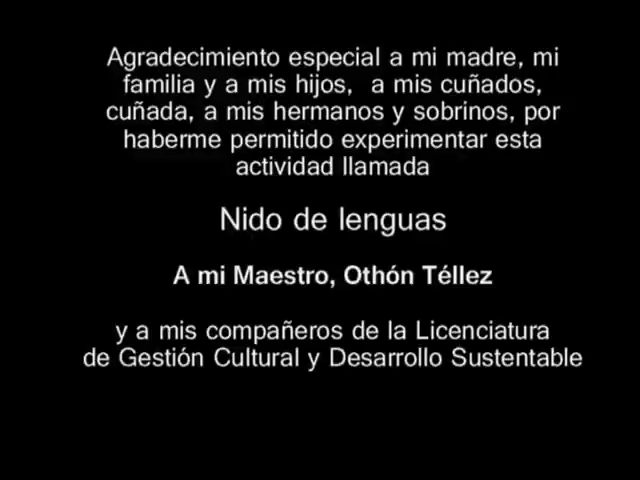 Agradecimiento especial a mi madre, mi
familia y a mis hijos,  a mis cuñados,
cuñada, a mis hermanos y sobrinos, por
haberme permitido experimentar esta
actividad llamada
Nido de lenguas
A mi Maestro, Othón Téllez
y a mis compañeros de la Licenciatura
de Gestión Cultural y Desarrollo Sustentable